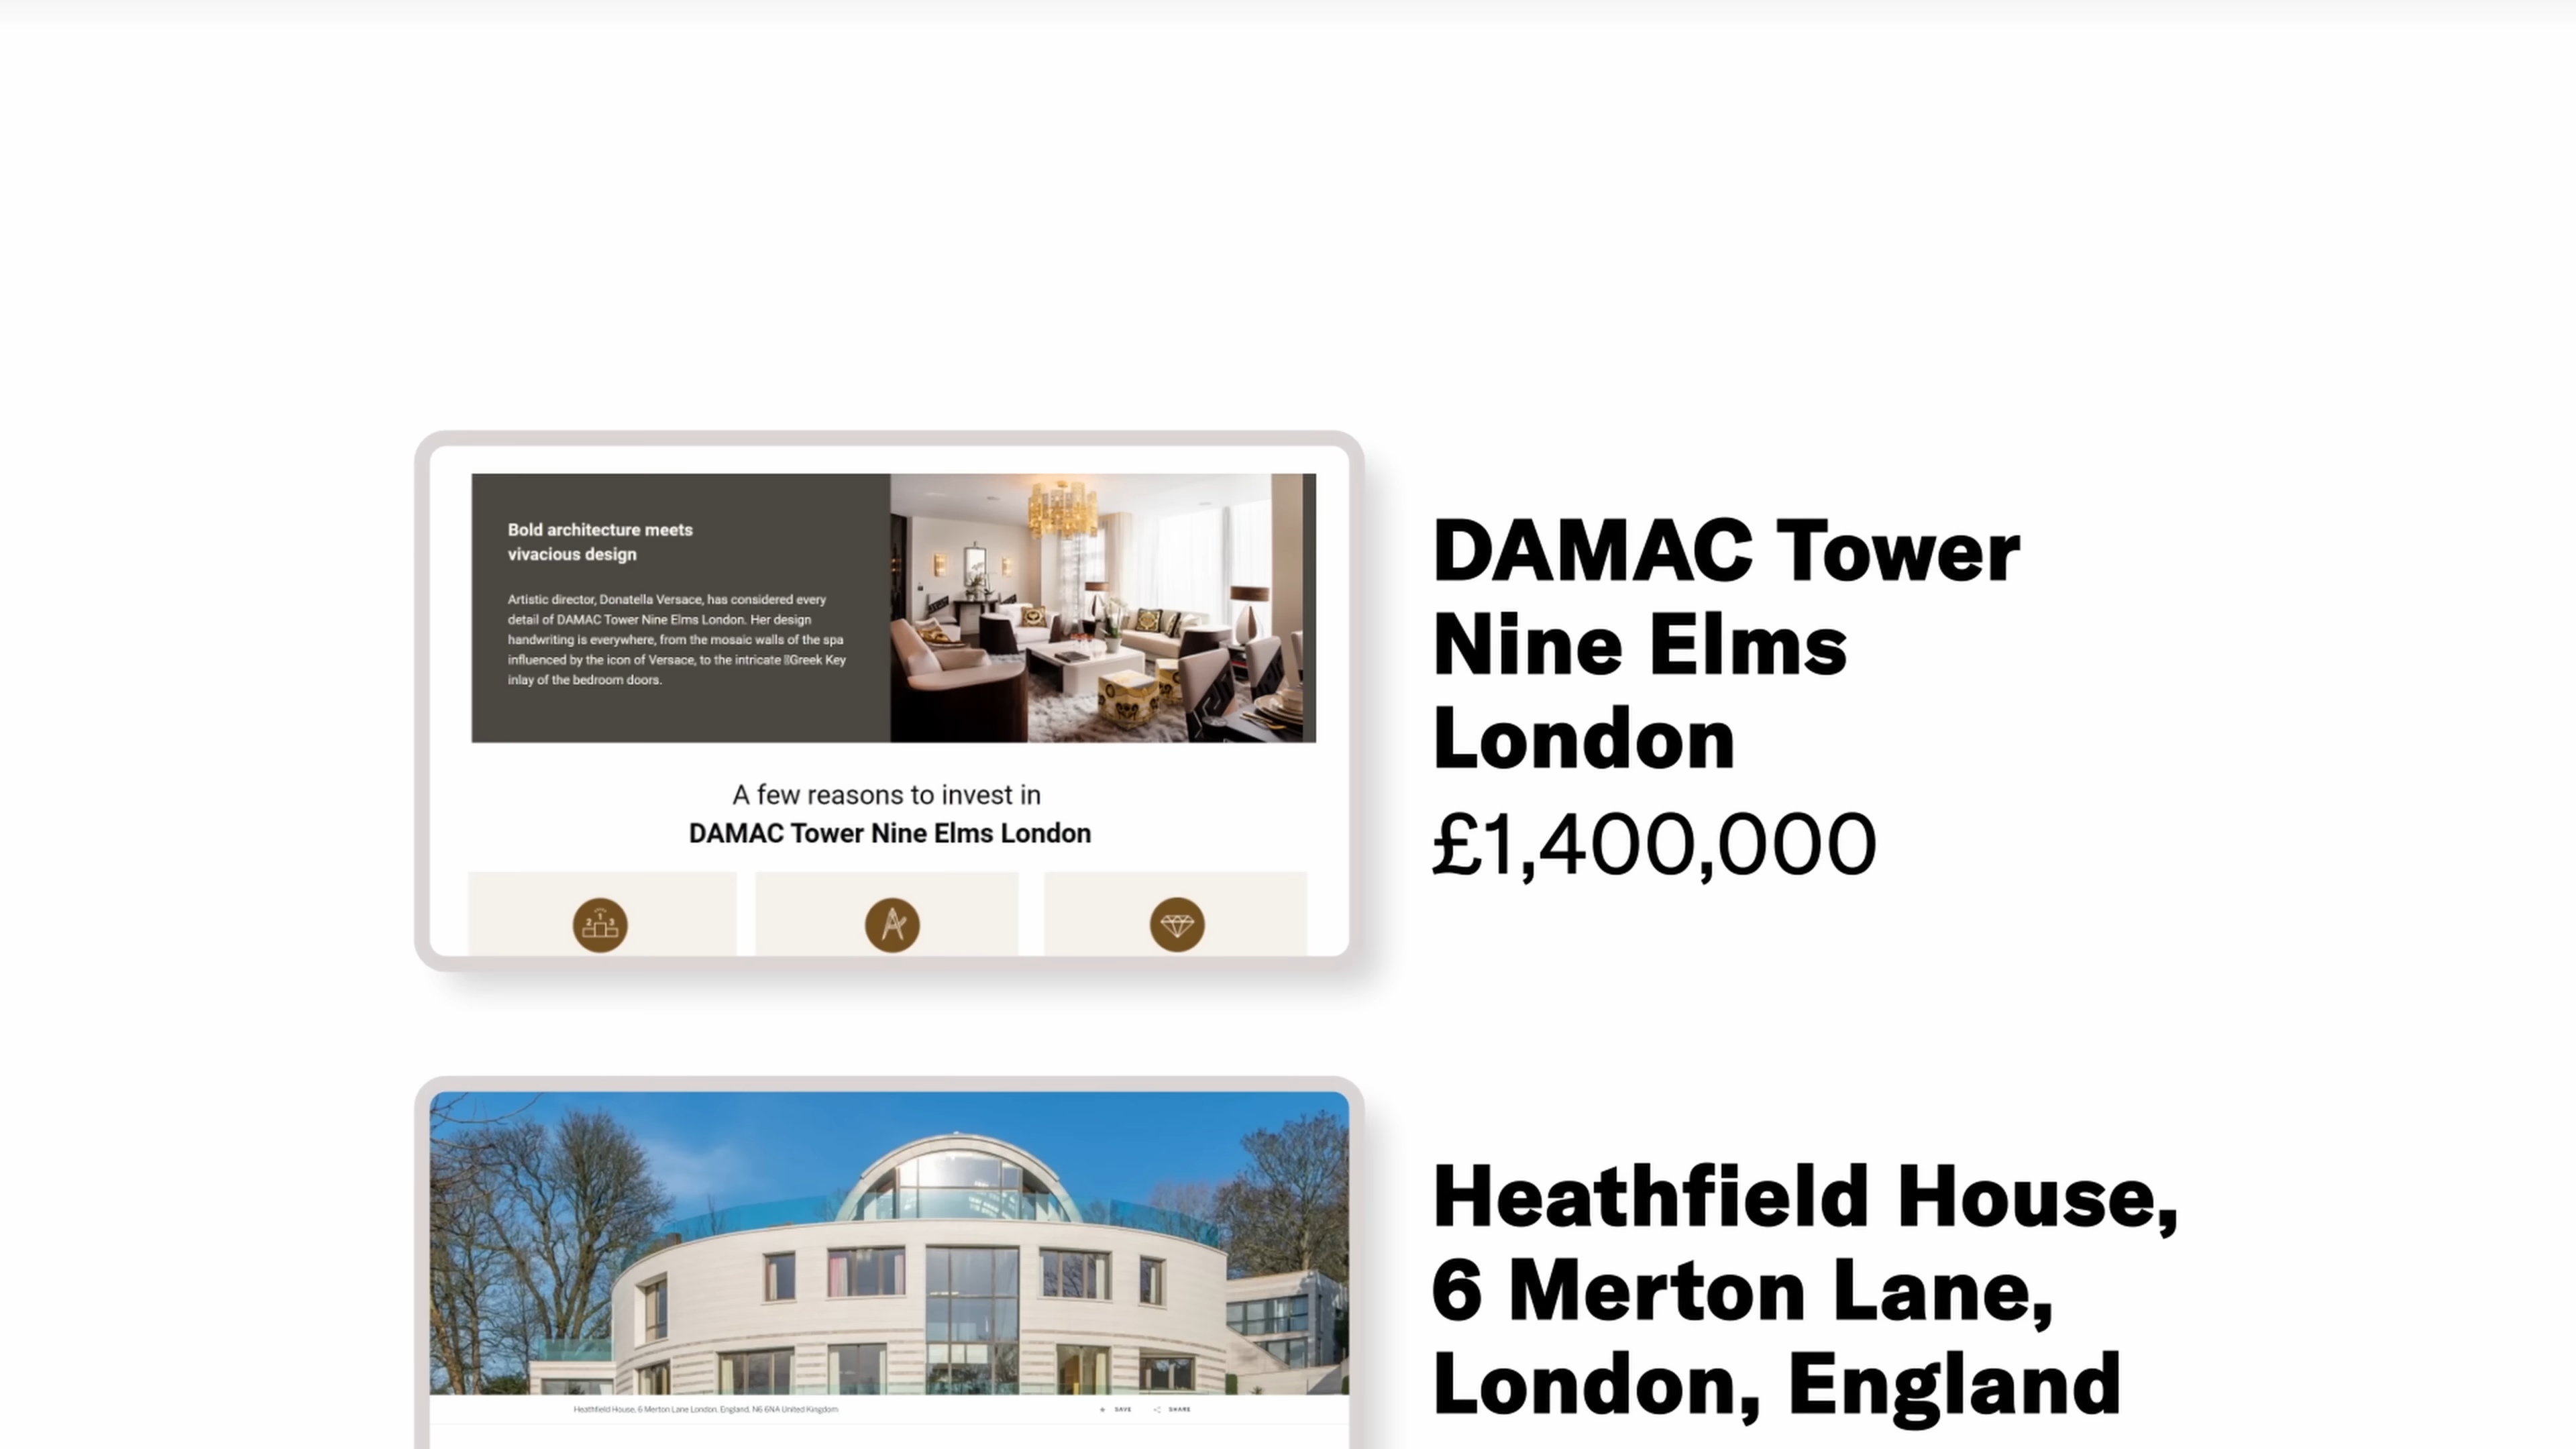 Bold architecture meets
vivacious design
Artistic director, Donatella Versace, has considered every
detail of DAMAC Tower Nine Elms London. Her design
handwriting is everywhere, from the mosaic walls of the spa
influenced by the icon of Versace, to the intricate Greek Key
inlay of the bedroom doors.
A few reasons to invest in
DAMAC Tower Nine Elms London
2 1 3
DAMAC Tower
Nine Elms
London
£1,400,000
Heathfield House, 6 Merton Lane London, England, N6 6NA United Kingdom
SAVE
SHARE
Heathfield House,
6 Merton Lane,
London, England